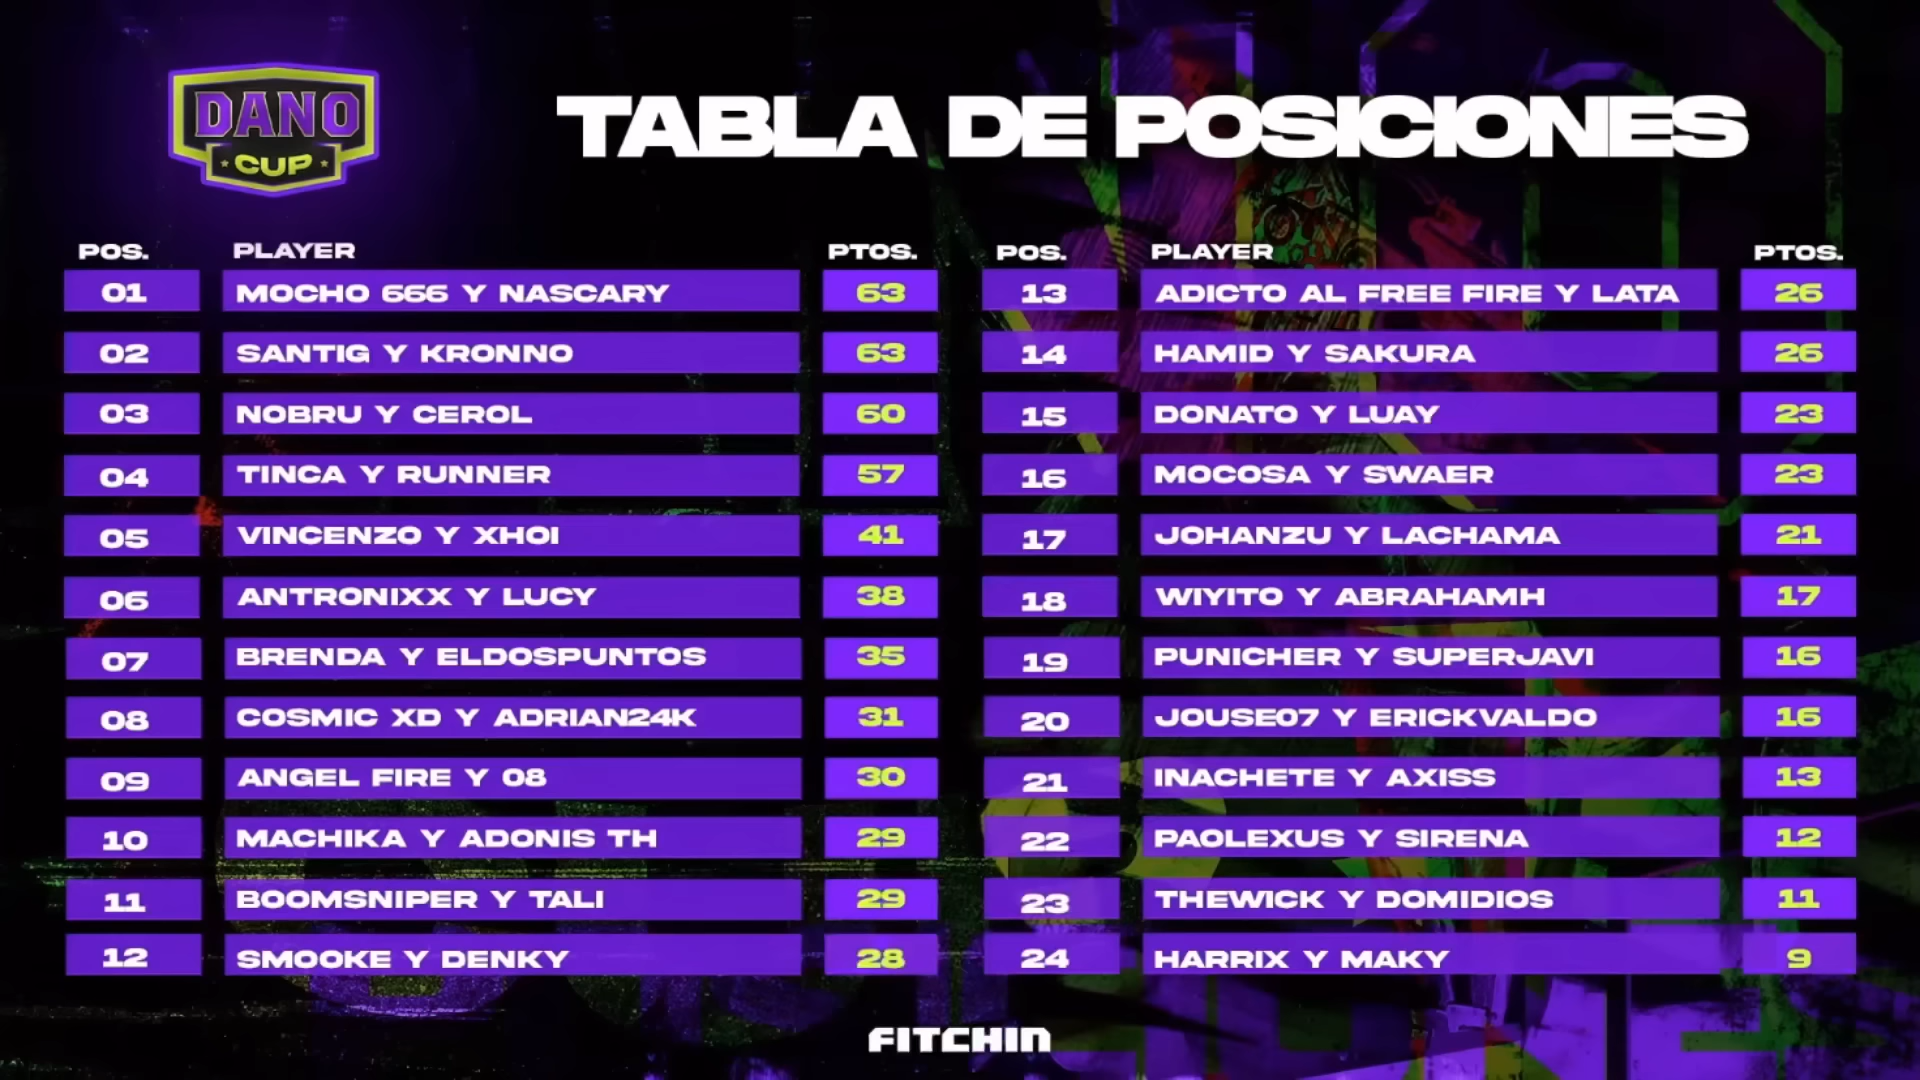 DANO
CUP
TABLA DE POSICIONES
POS. PLAYER PTOS.
01 MOCHO 666 Y NASCARY 63
02 SANTIG Y KRONNO 63
03 NOBRU Y CEROL 60
04 TINCA Y RUNNER 57
05 VINCENZO Y XHOI 41
06 ANTRONIXX Y LUCY 38
07 BRENDA Y ELDOSPUNTOS 35
08 COSMIC XD Y ADRIAN24K 31
09 ANGEL FIRE Y 08 30
10 MACHIKA Y ADONIS TH 29
11 BOOMSNIPER Y TALI 29
12 SMOOKE Y DENKY 28
POS. PLAYER PTOS.
13 ADICTO AL FREE FIRE Y LATA 26
14 HAMID Y SAKURA 26
15 DONATO Y LUAY 23
16 MOCOSA Y SWAER 23
17 JOHANZU Y LACHAMA 21
18 WIYITO Y ABRAHAMH 17
19 PUNICHER Y SUPERJAVI 16
20 JOUSE07 Y ERICKVALDO 16
21 INACHETE Y AXISS 13
22 PAOLEXUS Y SIRENA 12
23 THEWICK Y DOMIDIOS 11
24 HARRIX Y MAKY 9
FITCHIN